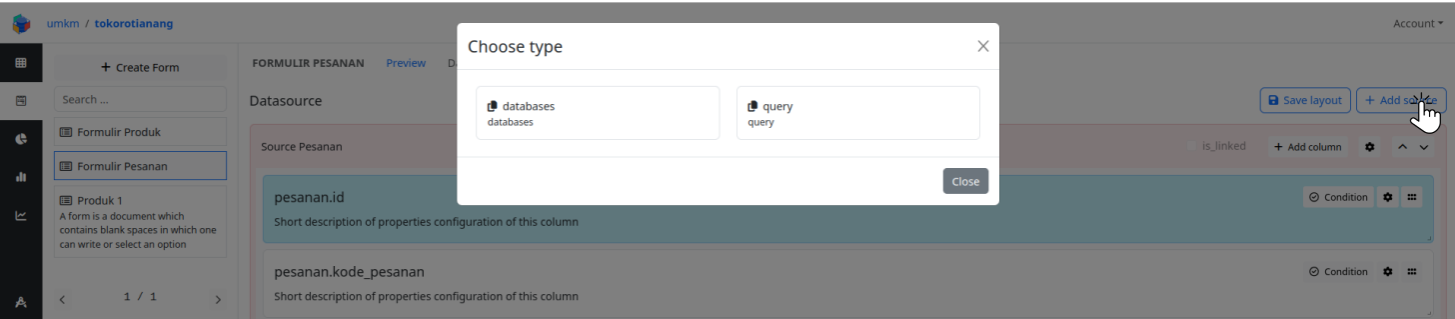 umkm / tokorotianang
Account
+ Create Form
Search ...
Formulir Produk
Formulir Pesanan
Produk 1
A form is a document which
contains blank spaces in which one
can write or select an option
1 / 1
FORMULIR PESANAN Preview
Datasource
Save layout
+ Add
Source Pesanan
is_linked
+ Add column
pesanan.id
Short description of properties configuration of this column
Condition
pesanan.kode_pesanan
Short description of properties configuration of this column
Condition
Choose type
databases
databases
query
query
Close